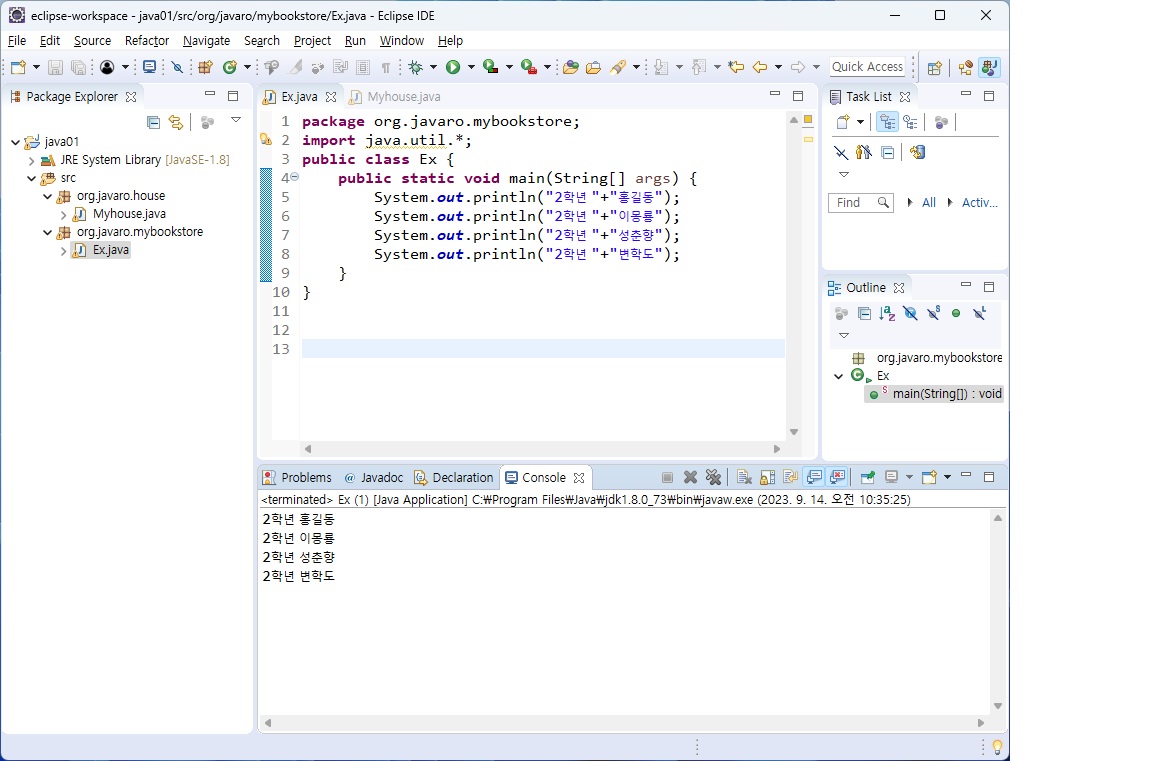 eclipse-workspace - java01/src/org/javaro/mybookstore/Ex.java - Eclipse IDE
File Edit Source Refactor Navigate Search Project Run Window Help
Quick Access
Package Explorer
java01
JRE System Library [JavaSE-1.8]
src
org.javaro.house
Myhouse.java
org.javaro.mybookstore
Ex.java
Ex.java Myhouse.java
1 package org.javaro.mybookstore;
2 import java.util.*;
3 public class Ex {
4 public static void main(String[] args) {
5 System.out.println("2학년 "+"홍길동");
6 System.out.println("2학년 "+"이몽룡");
7 System.out.println("2학년 "+"성춘향");
8 System.out.println("2학년 "+"변학도");
9 }
10 }
11
12
13
Task List
Find All Activ...
Outline
org.javaro.mybookstore
Ex
main(String[]) : void
Problems Javadoc Declaration Console
<terminated> Ex (1) [Java Application] C:₩Program Files₩Java₩jdk1.8.0_73₩bin₩javaw.exe (2023. 9. 14. 오전 10:35:25)
2학년 홍길동
2학년 이몽룡
2학년 성춘향
2학년 변학도